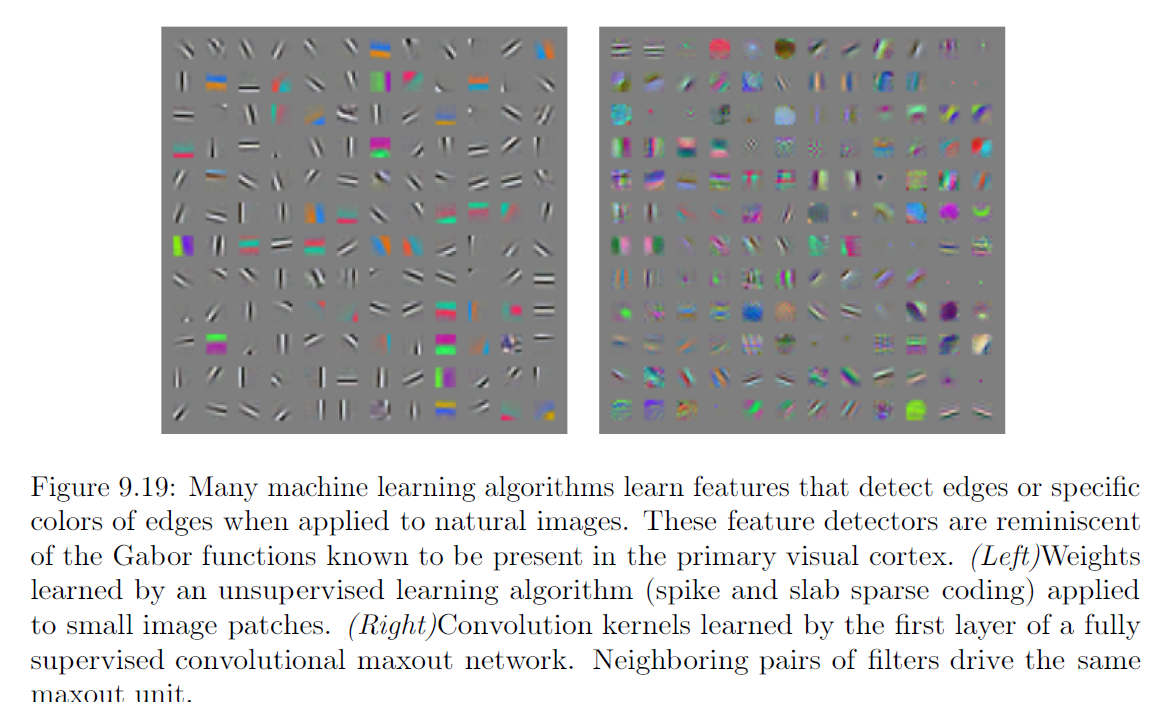 Figure 9.19: Many machine learning algorithms learn features that detect edges or specific
colors of edges when applied to natural images. These feature detectors are reminiscent
of the Gabor functions known to be present in the primary visual cortex. (Left)Weights
learned by an unsupervised learning algorithm (spike and slab sparse coding) applied
to small image patches. (Right)Convolution kernels learned by the first layer of a fully
supervised convolutional maxout network. Neighboring pairs of filters drive the same
maxout unit.